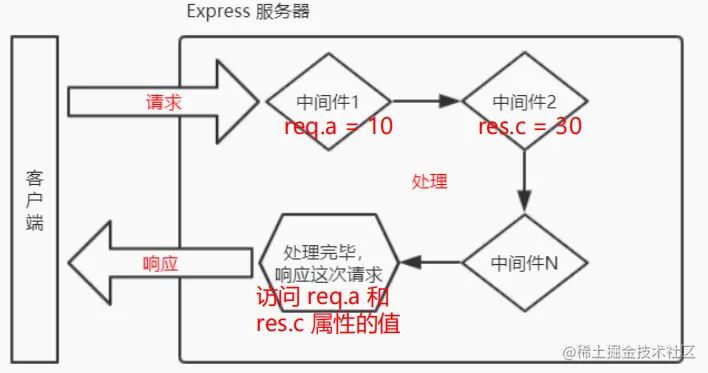 Express 服务器
客户端
请求
中间件1
req.a = 10
中间件2
res.c = 30
处理
响应
处理完毕，
响应这次请求
访问 req.a 和
res.c 属性的值
中间件N
@稀土掘金技术社区